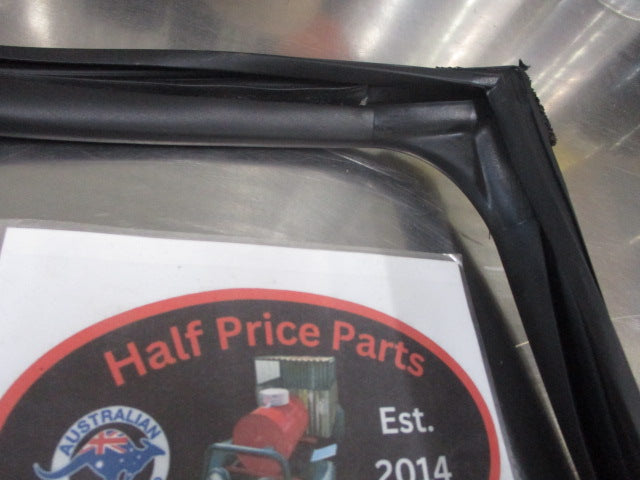 Half Price Parts
AUSTRALIAN
Est.
2014